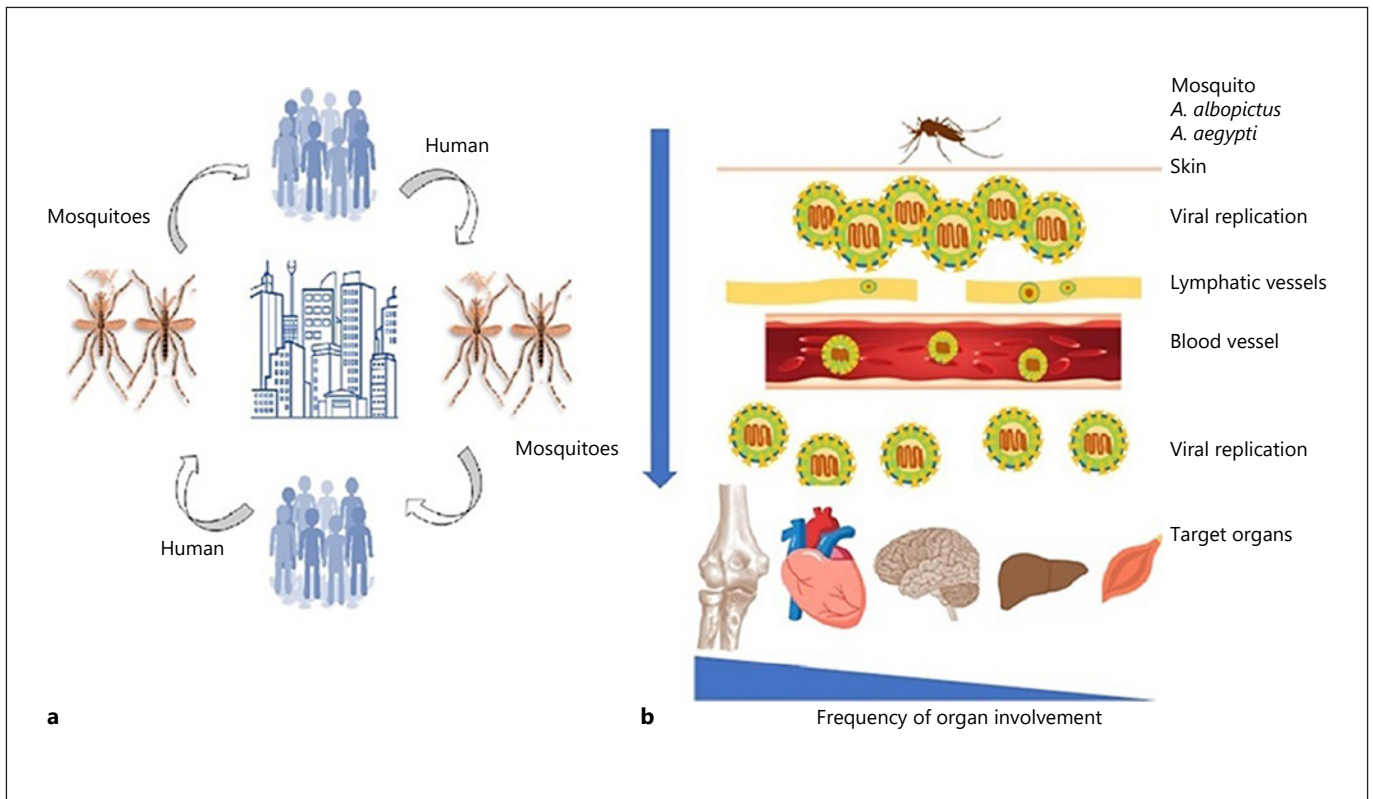 Human
Mosquitoes
Mosquitoes
Human
a
Mosquito
A. albopictus
A. aegypti
Skin
Viral replication
Lymphatic vessels
Blood vessel
Viral replication
Target organs
b
Frequency of organ involvement